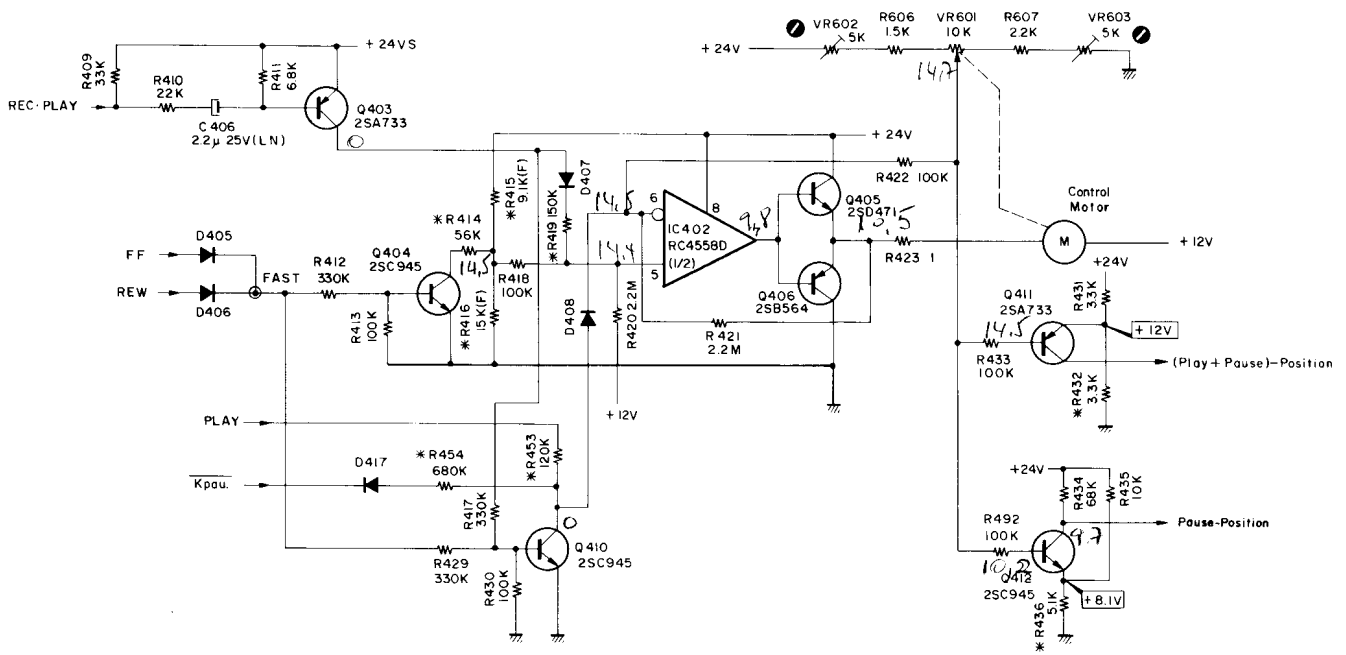 VR602
5K
R606
1.5K
VR601
10K
R607
2.2K
VR603
5K
+24V
14,7
+24VS
R409
33K
R410
22K
R411
6.8K
REC·PLAY
C406
2.2μ 25V(LN)
Q403
2SA733
0
+24V
*R415
9.1K(F)
D407
*R419 150K
R422 100K
*R414
56K
14,5
14,5
6
8
5
IC402
RC4558D
(1/2)
14,4
9,8
Q405
2SD471
10,5
R423 1
Control
Motor
M
+12V
D405
FF
REW
D406
FAST
R412
330K
Q404
2SC945
R413
100K
*R416
15K(F)
R418
100K
D408
R420 2.2M
R421
2.2M
Q406
2SB564
+24V
Q411
2SA733
R431
3.3K
+12V
14,5
R433
100K
(Play+Pause)-Position
*R432
3.3K
+12V
PLAY
*R453
120K
*R454
680K
D417
Kpau.
R417
330K
0
Q410
2SC945
R429
330K
R430
100K
+24V
R434
68K
R435
10K
R492
100K
Pause-Position
9.7
10,2
Q412
2SC945
+8.1V
*R436
5.1K